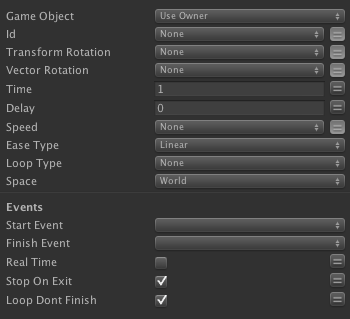 Game Object Use Owner
Id None
Transform Rotation None
Vector Rotation None
Time 1
Delay 0
Speed None
Ease Type Linear
Loop Type None
Space World
Events
Start Event
Finish Event
Real Time
Stop On Exit
Loop Dont Finish